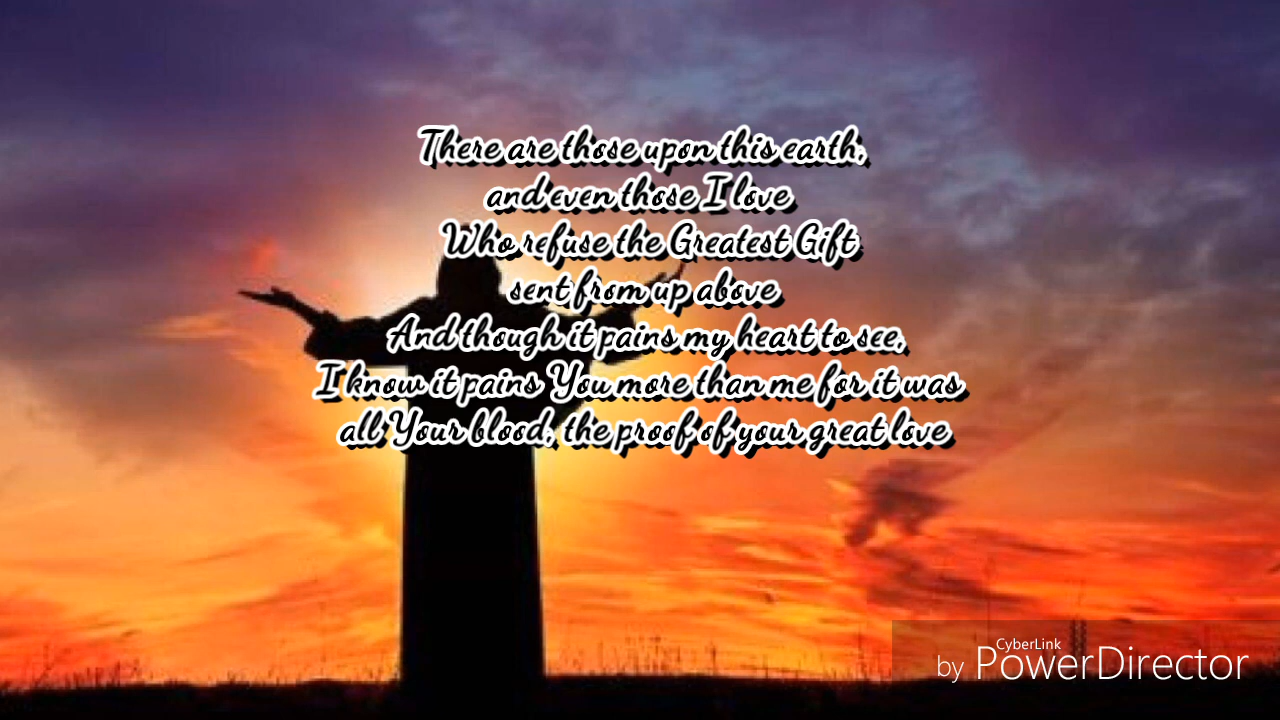 There are those upon this earth,
and even those I love
Who refuse the Greatest Gift
sent from up above
And though it pains my heart to see,
I know it pains You more than me for it was
all Your blood, the proof of your great love
CyberLink
by PowerDirector